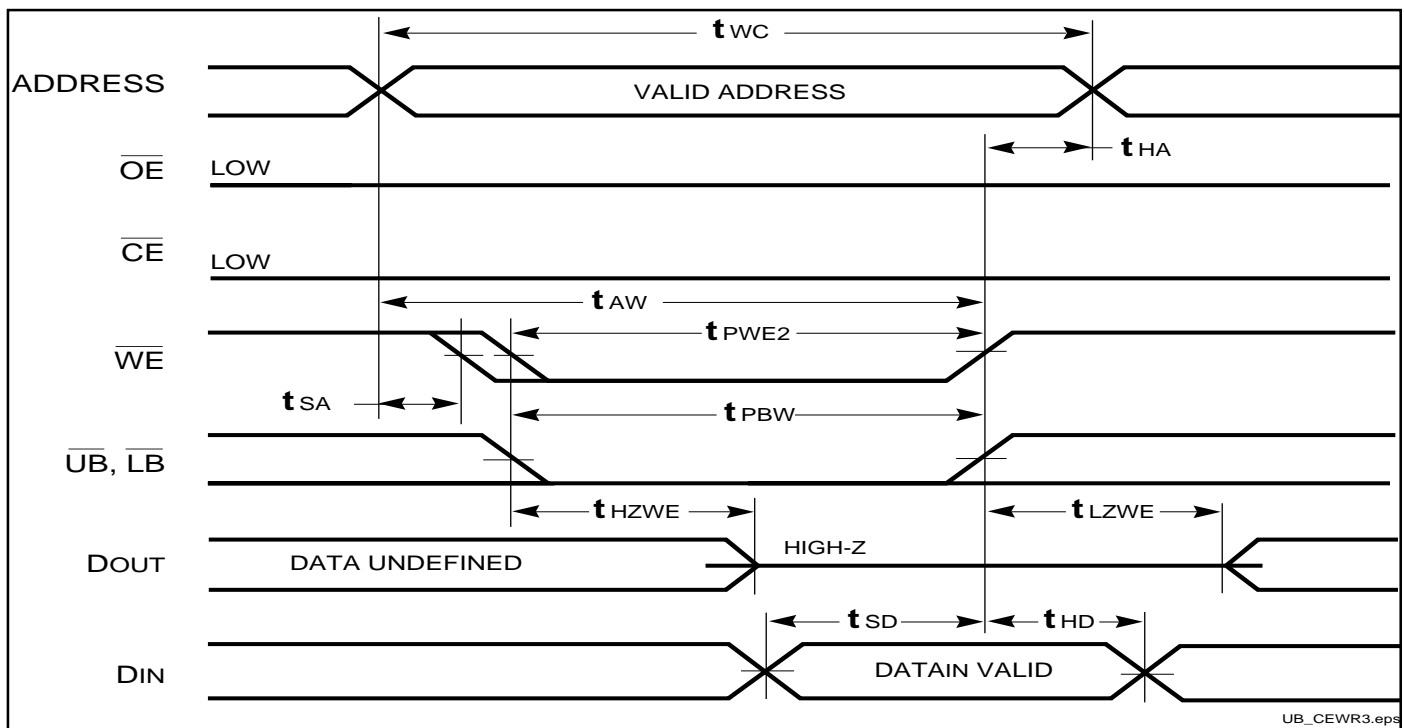 t WC
ADDRESS VALID ADDRESS
t HA
OE LOW
CE LOW
t AW
t PWE2
WE
t SA
t PBW
UB, LB
t HZWE t LZWE
DOUT DATA UNDEFINED HIGH-Z
t SD t HD
DIN DATAIN VALID
UB_CEWR3.eps